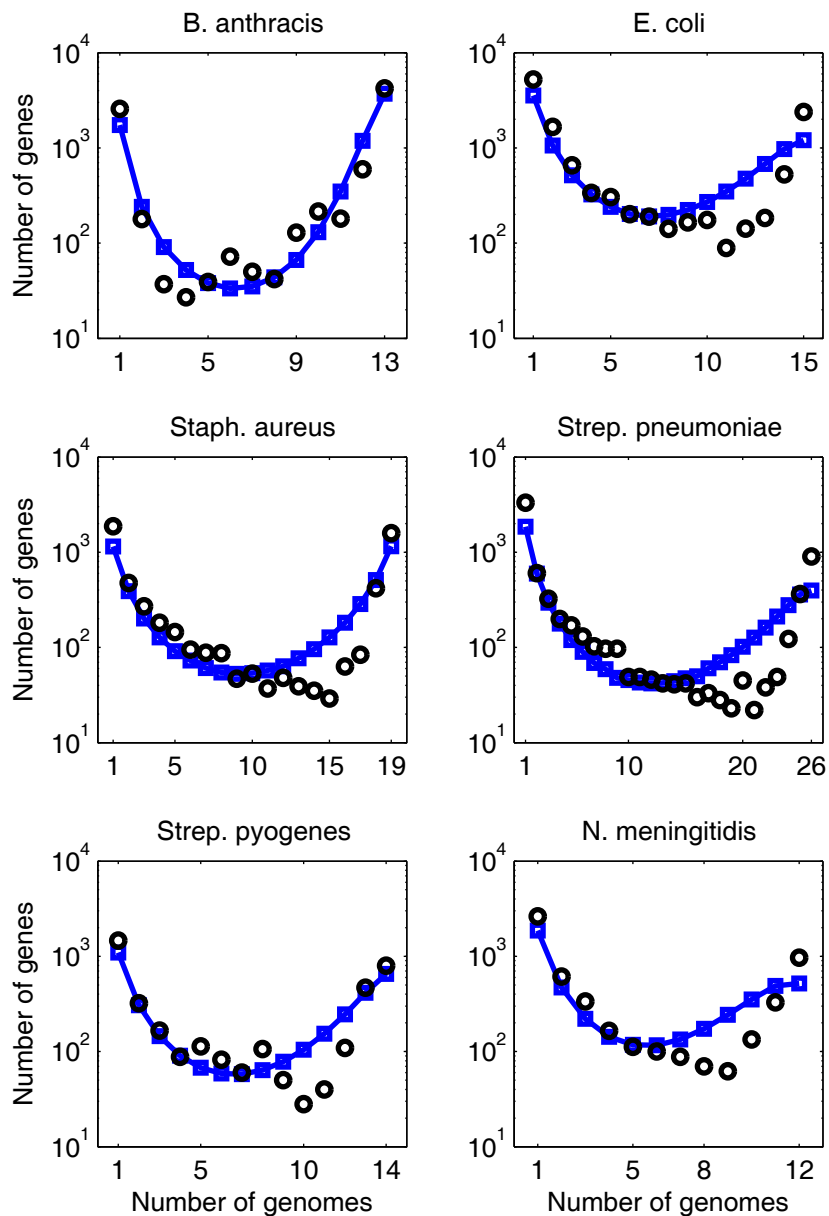 B. anthracis
E. coli
Number of genes
10^4
10^3
10^2
10^1
1 5 9 13
10^4
10^3
10^2
10^1
1 5 10 15
Staph. aureus
Strep. pneumoniae
Number of genes
10^4
10^3
10^2
10^1
1 5 10 15 19
10^4
10^3
10^2
10^1
1 10 20 26
Strep. pyogenes
N. meningitidis
Number of genes
10^4
10^3
10^2
10^1
1 5 10 14
Number of genomes
10^4
10^3
10^2
10^1
1 5 8 12
Number of genomes